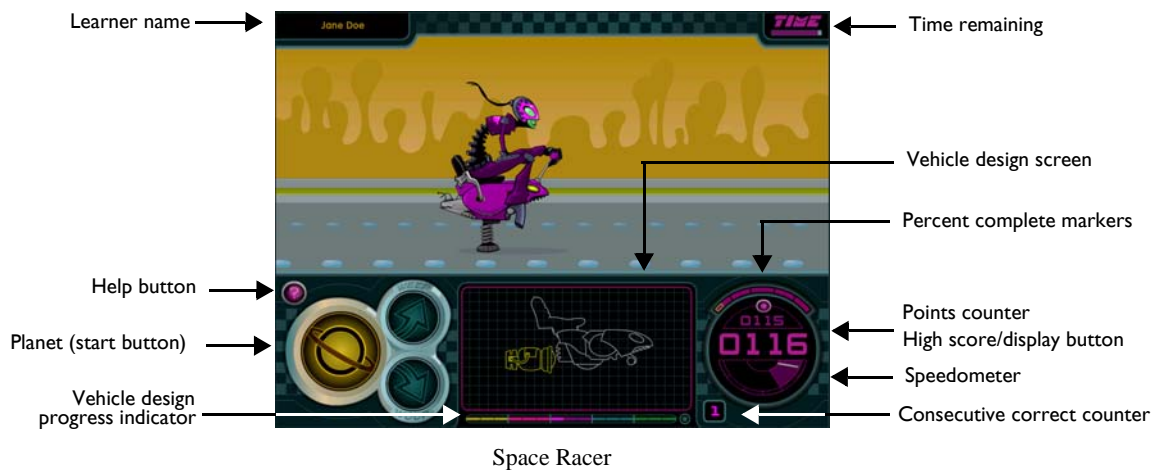 Learner name
Jane Doe
TIME
Time remaining
Vehicle design screen
Percent complete markers
Help button
?
Planet (start button)
0115
0116
Points counter
High score/display button
Speedometer
Vehicle design
progress indicator
1
Consecutive correct counter
Space Racer